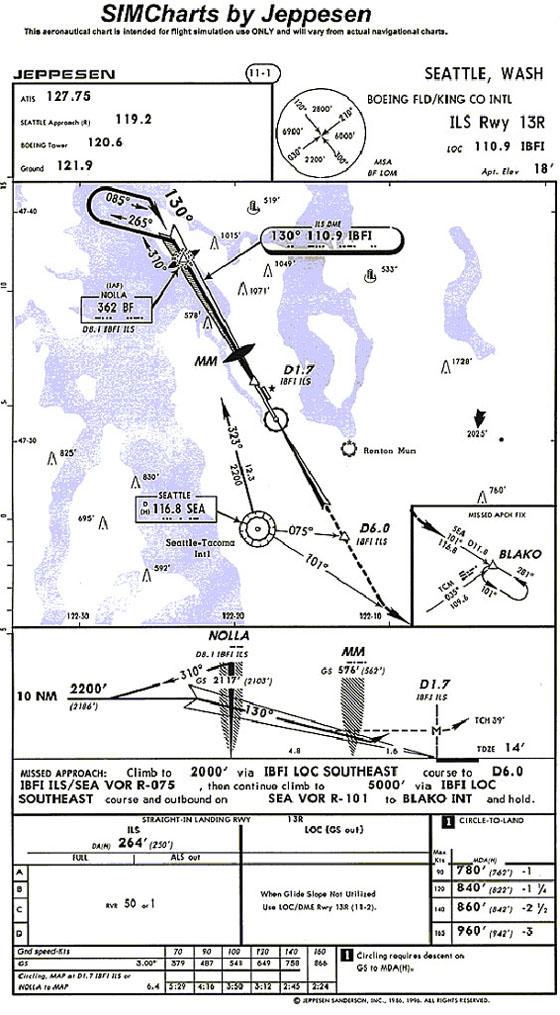 SIMCharts by Jeppesen
This aeronautical chart is intended for flight simulation use ONLY and will vary from actual navigational charts.
JEPPESEN
11-1
SEATTLE, WASH
ATIS 127.75
SEATTLE Approach (R) 119.2
BOEING Tower 120.6
Ground 121.9
120° 2800' 210°
6900' 6000'
030° 2200' 300°
MSA
BF LOM
BOEING FLD/KING CO INTL
ILS Rwy 13R
LOC 110.9 IBFI
Apt. Elev 18'
47-40
085°
265°
130°
310°
519'
1015'
ILS DME
130° 110.9 IBFI
1049'
533'
1071'
(IAF)
NOLLA
362 BF
D8.1 IBFI ILS
578'
MM
D1.7
IBFI ILS
1728'
47-30
2025'
Renton Muni
825'
830'
323°
2200
12.3
760'
SEATTLE
D
(H) 116.8 SEA
695'
Seattle-Tacoma
Intl
075°
D6.0
IBFI ILS
101°
592'
MISSED APCH FIX
SEA
101° D11.8
116.8
BLAKO
TCM
035°
109.6
281°
101°
122-30
122-20
122-10
NOLLA
D8.1 IBFI ILS
GS 2117' (2103')
310°
MM
GS 576' (562')
D1.7
IBFI ILS
10 NM 2200'
(2186')
130°
M
TCH 39'
TDZE 14'
4.8
1.6
MISSED APPROACH: Climb to 2000' via IBFI LOC SOUTHEAST course to D6.0
IBFI ILS/SEA VOR R-075 , then continue climb to 5000' via IBFI LOC
SOUTHEAST course and outbound on SEA VOR R-101 to BLAKO INT and hold.
STRAIGHT-IN LANDING RWY 13R
ILS
LOC (GS out)
DA(H) 264' (250')
FULL ALS out
1 CIRCLE-TO-LAND
Max
Kts MDA(H)
A
B
C
D
RVR 50 or 1
When Glide Slope Not Utilized
Use LOC/DME Rwy 13R (11-2).
90 780' (762') -1
120 840' (822') -1 1/4
140 860' (842') -2 1/2
165 960' (942') -3
Gnd speed-Kts 70 90 100 120 140 160
GS 3.00° 379 487 541 649 758 866
Circling, MAP at D1.7 IBFI ILS or
NOLLA to MAP 6.4 5:29 4:16 3:50 3:12 2:45 2:24
1 Circling requires descent on
GS to MDA(H).
© JEPPESEN SANDERSON, INC., 1986, 1996. ALL RIGHTS RESERVED.